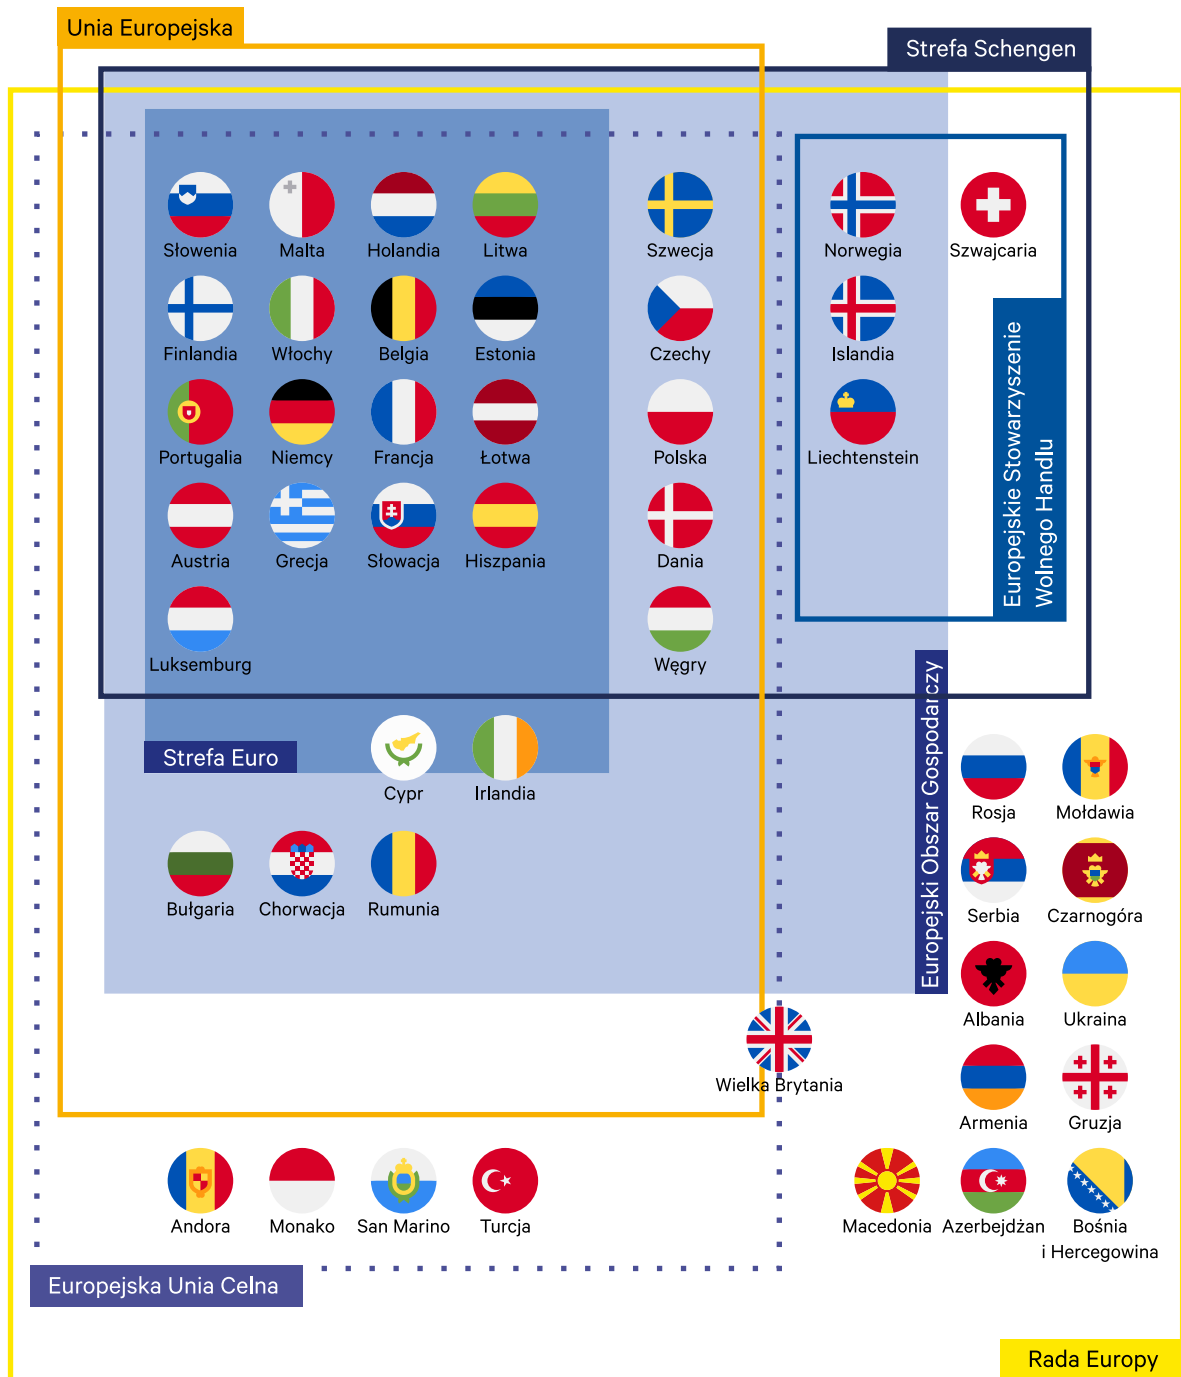 Unia Europejska
Strefa Schengen
Słowenia
Malta
Holandia
Litwa
Szwecja
Norwegia
Szwajcaria
Finlandia
Włochy
Belgia
Estonia
Czechy
Islandia
Portugalia
Niemcy
Francja
Łotwa
Polska
Liechtenstein
Europejskie Stowarzyszenie
Wolnego Handlu
Austria
Grecja
Słowacja
Hiszpania
Dania
Luksemburg
Węgry
Strefa Euro
Cypr
Irlandia
Europejski Obszar Gospodarczy
Rosja
Mołdawia
Bułgaria
Chorwacja
Rumunia
Serbia
Czarnogóra
Albania
Ukraina
Wielka Brytania
Armenia
Gruzja
Andora
Monako
San Marino
Turcja
Macedonia
Azerbejdżan
Bośnia
i Hercegowina
Europejska Unia Celna
Rada Europy